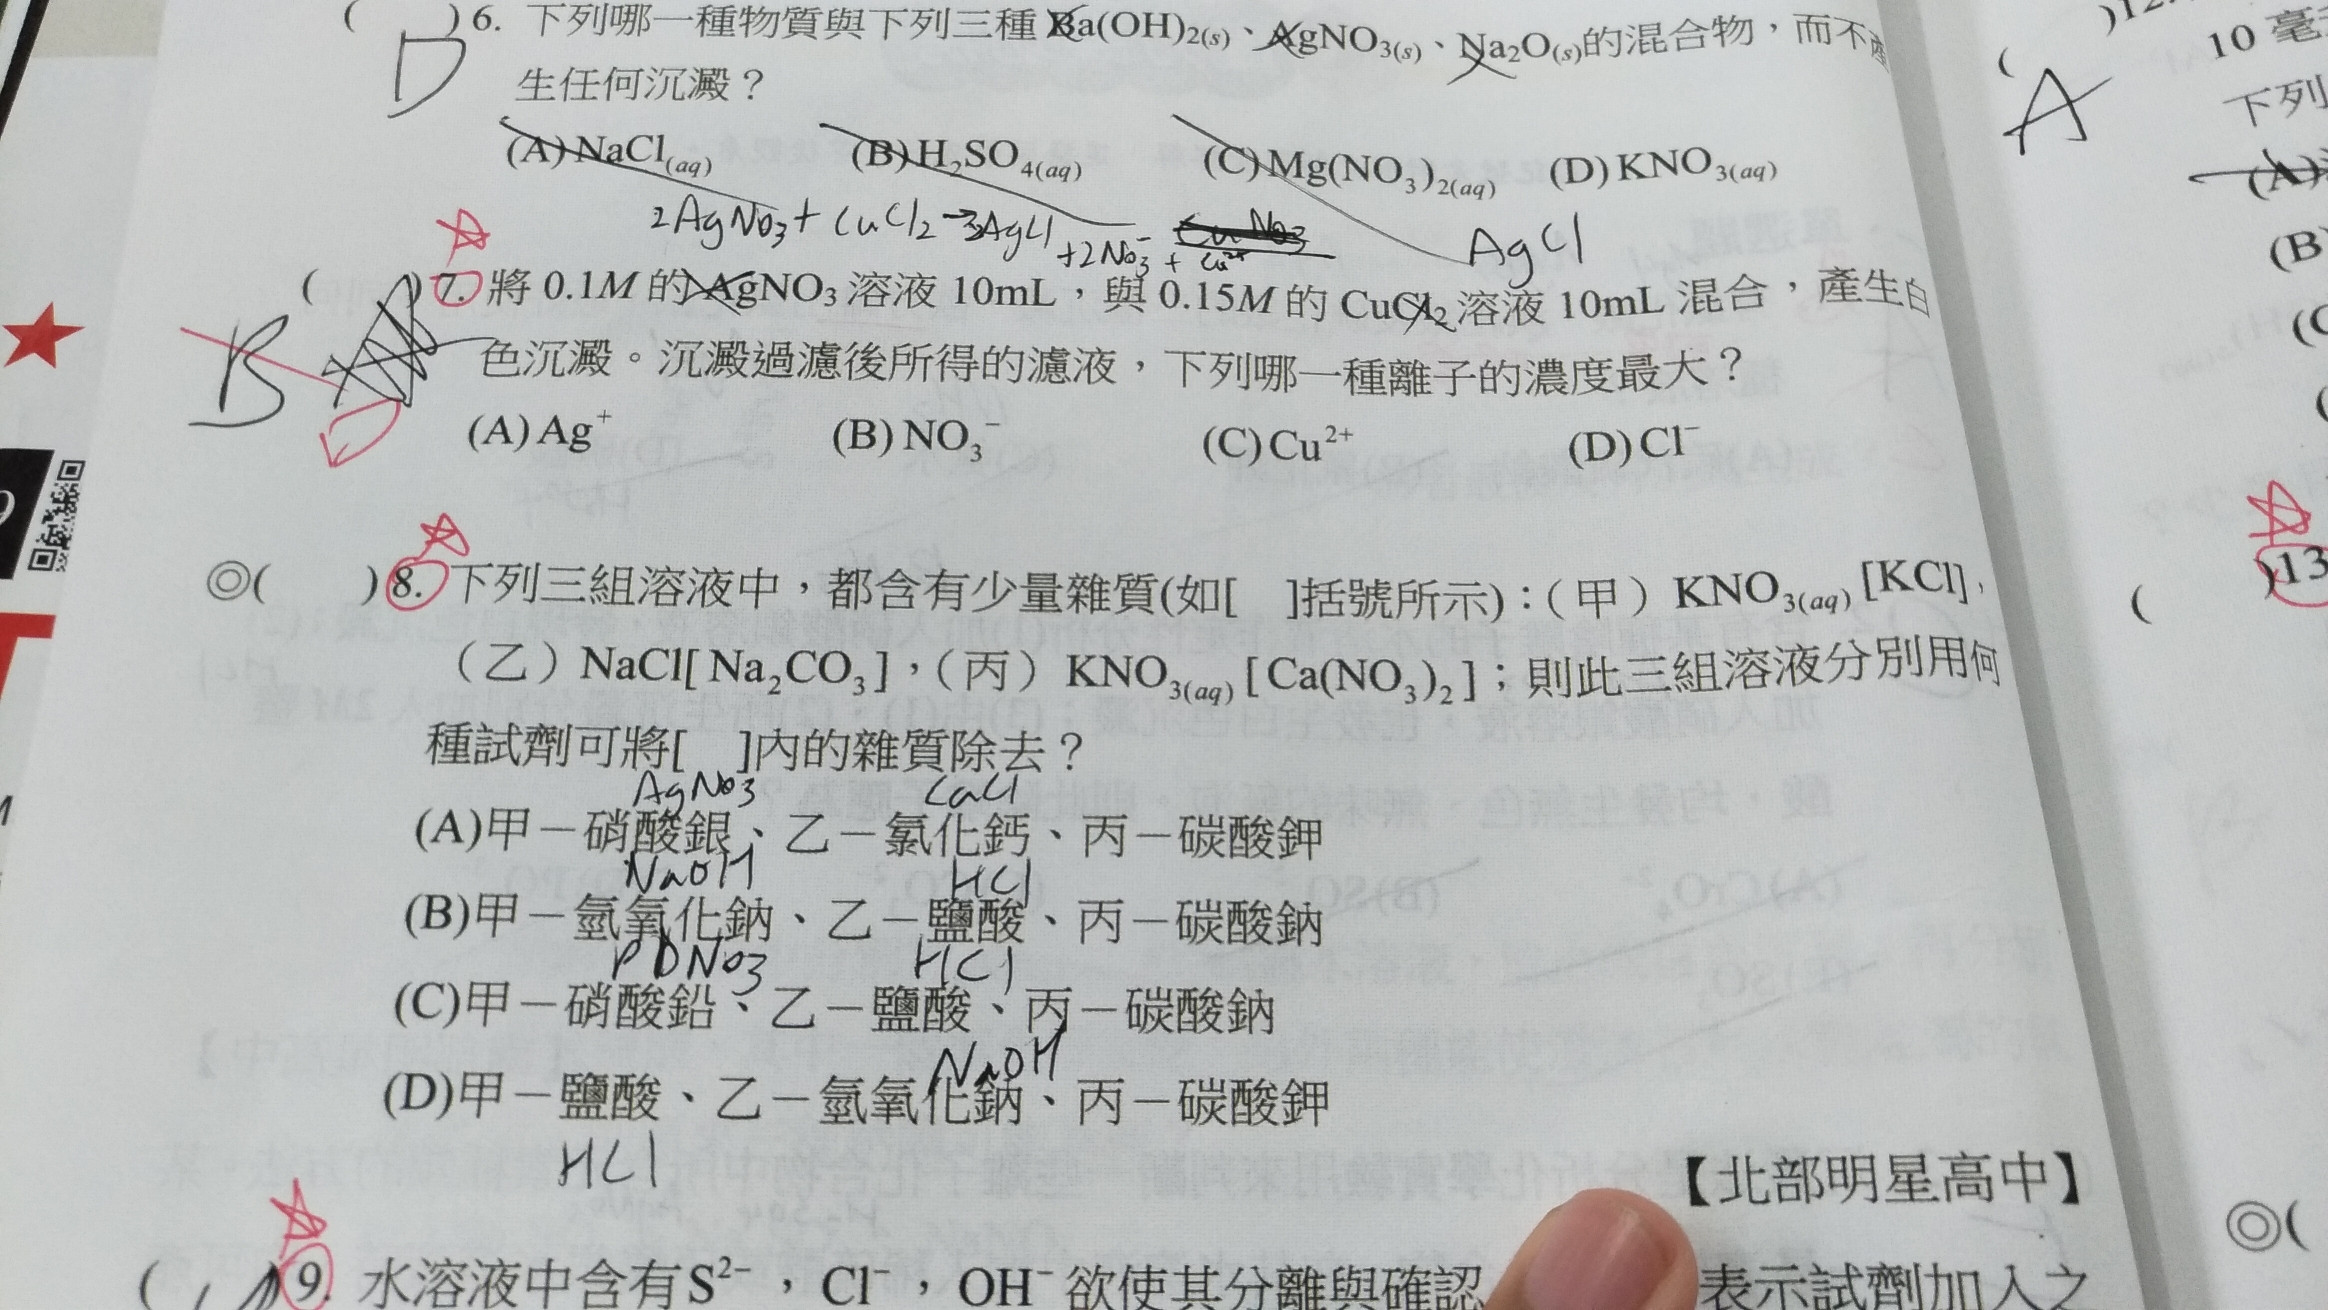 ( )6. 下列哪一種物質與下列三種 Ba(OH)2(s)、AgNO3(s)、Na2O(s)的混合物，而不產
D
生任何沉澱？
(A) NaCl(aq) (B) H2SO4(aq) (C) Mg(NO3)2(aq) (D) KNO3(aq)
2AgNO3 + CuCl2 → 2AgCl + 2NO3- + Cu2+
AgCl
( )7. 將 0.1M 的 AgNO3 溶液 10mL，與 0.15M 的 CuCl2 溶液 10mL 混合，產生白
B
色沉澱。沉澱過濾後所得的濾液，下列哪一種離子的濃度最大？
(A) Ag+ (B) NO3- (C) Cu2+ (D) Cl-
◎( )8. 下列三組溶液中，都含有少量雜質(如[ ]括號所示)：（甲）KNO3(aq) [KCl]，
（乙）NaCl[Na2CO3]，（丙）KNO3(aq) [Ca(NO3)2]；則此三組溶液分別用何
種試劑可將[ ]內的雜質除去？
AgNO3 CaCl
(A)甲－硝酸銀、乙－氯化鈣、丙－碳酸鉀
NaOH HCl
(B)甲－氫氧化鈉、乙－鹽酸、丙－碳酸鈉
PbNO3 HCl
(C)甲－硝酸鉛、乙－鹽酸、丙－碳酸鈉
NaOH
(D)甲－鹽酸、乙－氫氧化鈉、丙－碳酸鉀
HCl
【北部明星高中】
( )9. 水溶液中含有S2-，Cl-，OH-欲使其分離與確認
表示試劑加入之
10 毫
A
下列
(A)
(B)
( )13
◎(